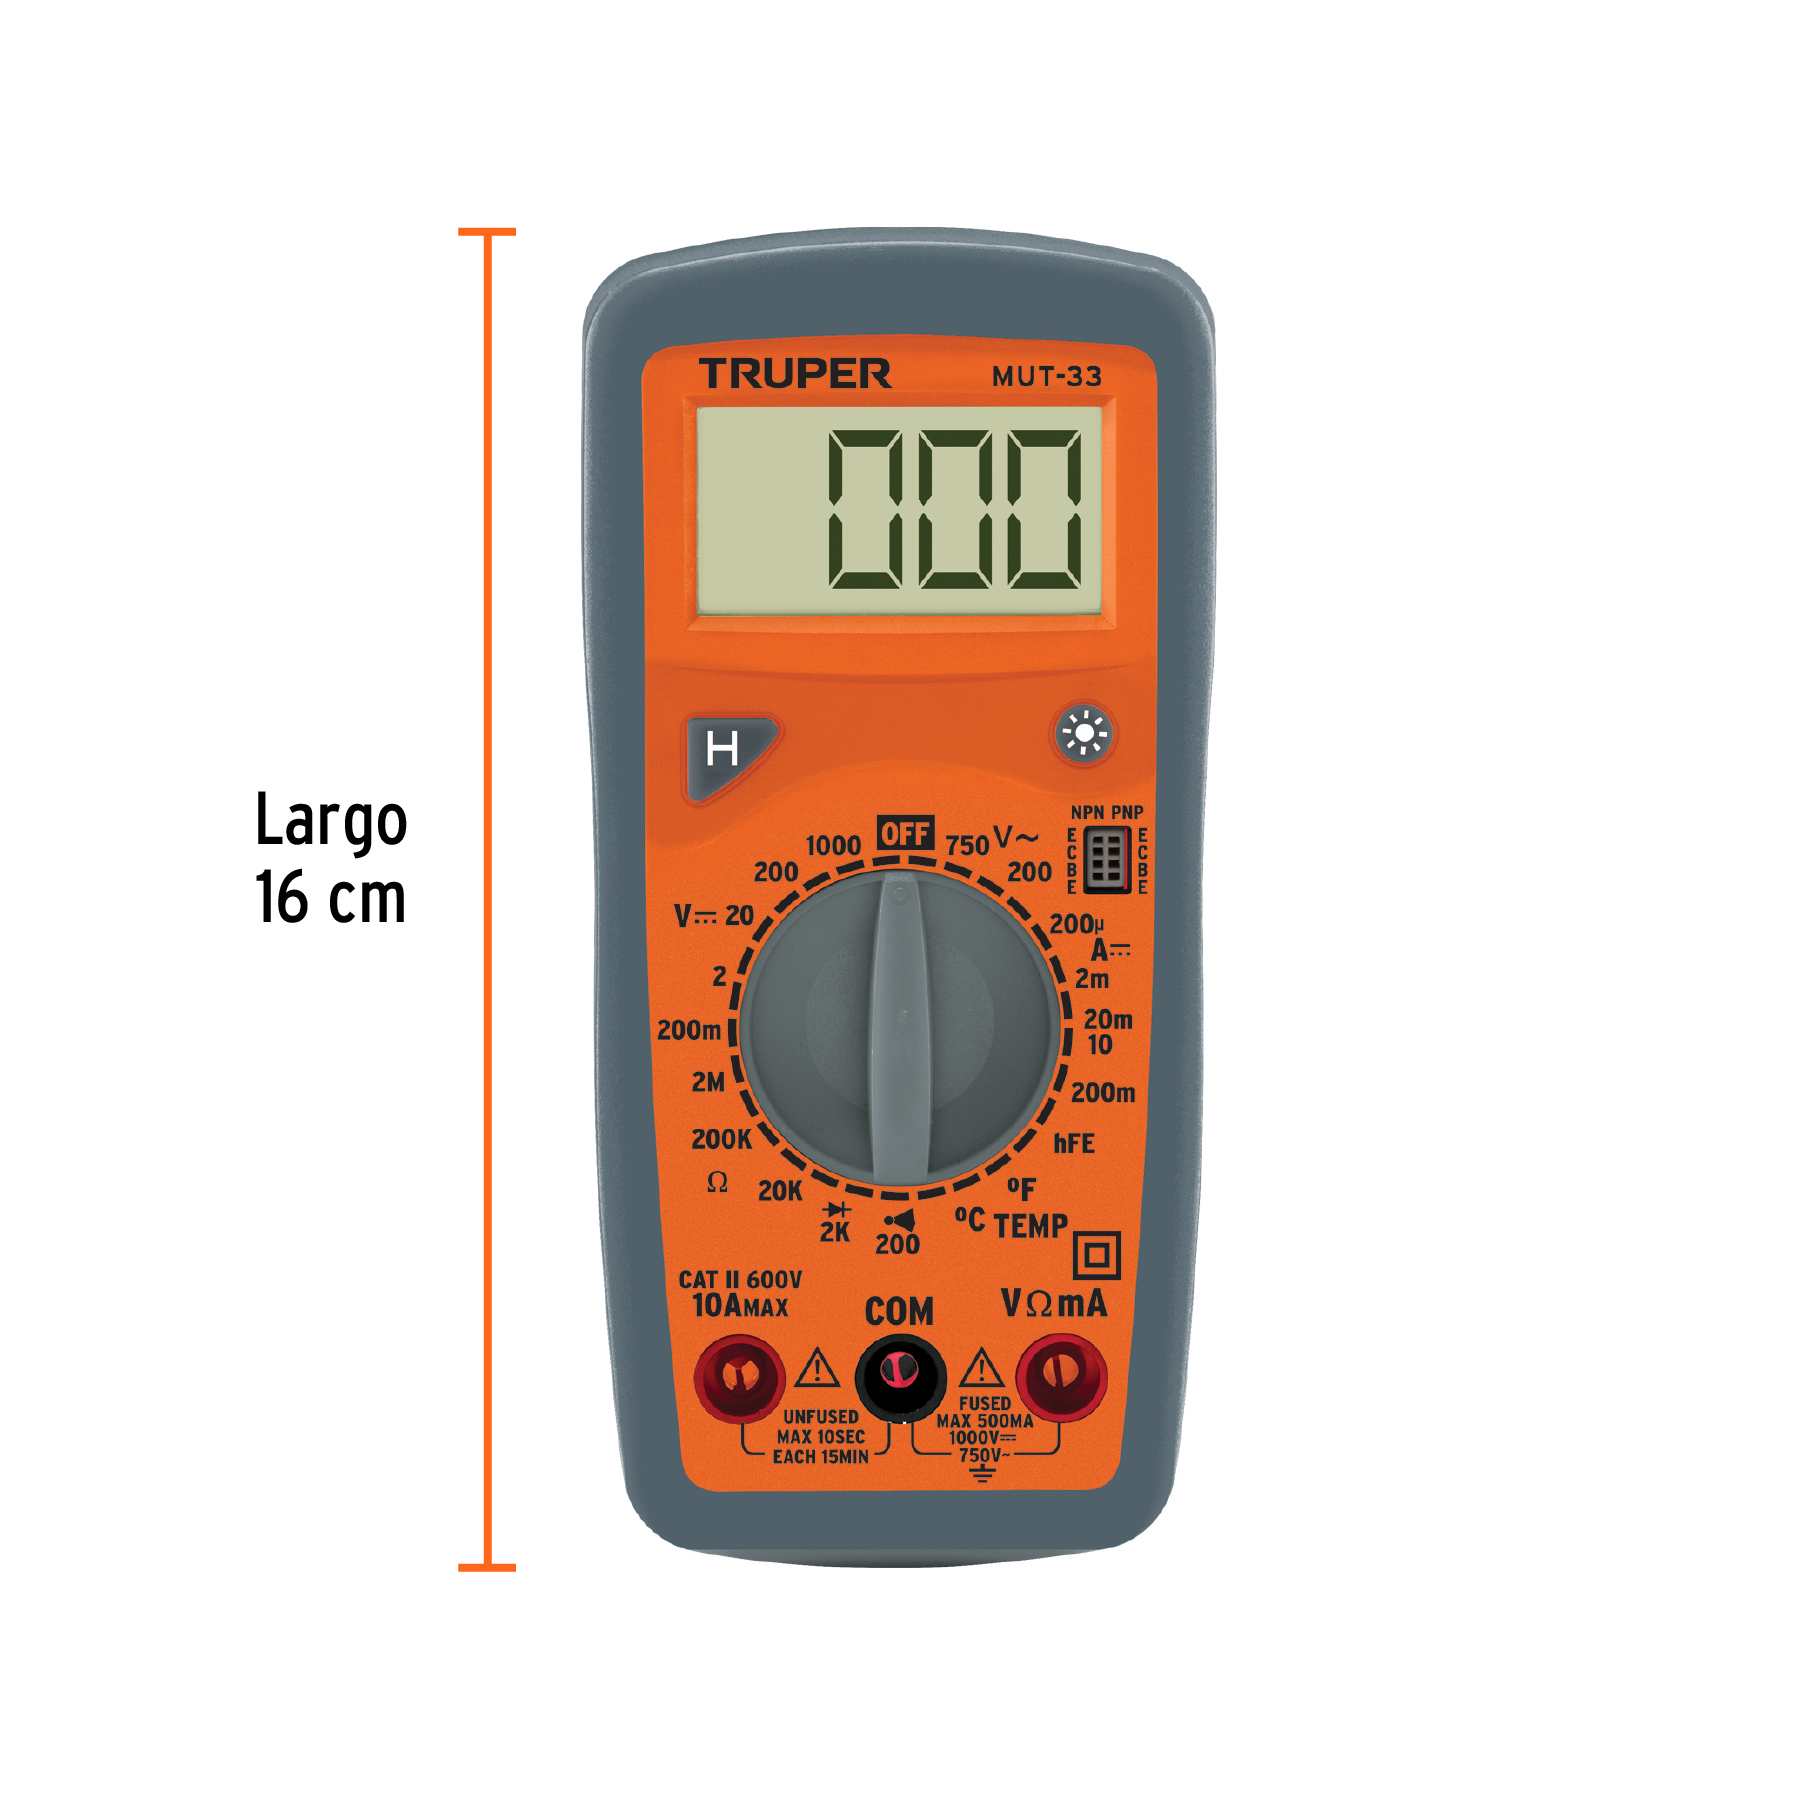 TRUPER MUT-33
000
H
NPN PNP
E E
C C
B B
E E
OFF
1000 750 V~
200 200
V⎓ 20 200µ
A⎓
2 2m
200m 20m
10
2M 200m
200K hFE
Ω 20K ºF
2K 200 ºC TEMP
CAT II 600V
10AMAX COM VΩmA
UNFUSED
MAX 10SEC
EACH 15MIN
FUSED
MAX 500MA
1000V⎓
750V~
Largo
16 cm